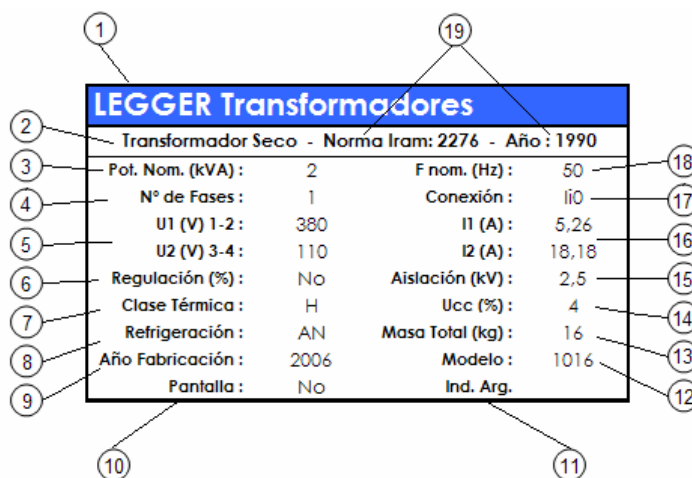 1 19
LEGGER Transformadores
2 Transformador Seco - Norma Iram: 2276 - Año : 1990
3 Pot. Nom. (kVA) : 2 F nom. (Hz) : 50 18
4 Nº de Fases : 1 Conexión : Ii0 17
U1 (V) 1-2 : 380 I1 (A) : 5,26
5 16
U2 (V) 3-4 : 110 I2 (A) : 18,18
6 Regulación (%) : No Aislación (kV) : 2,5 15
7 Clase Térmica : H Ucc (%) : 4 14
8 Refrigeración : AN Masa Total (kg) : 16 13
9 Año Fabricación : 2006 Modelo : 1016 12
Pantalla : No Ind. Arg.
10 11